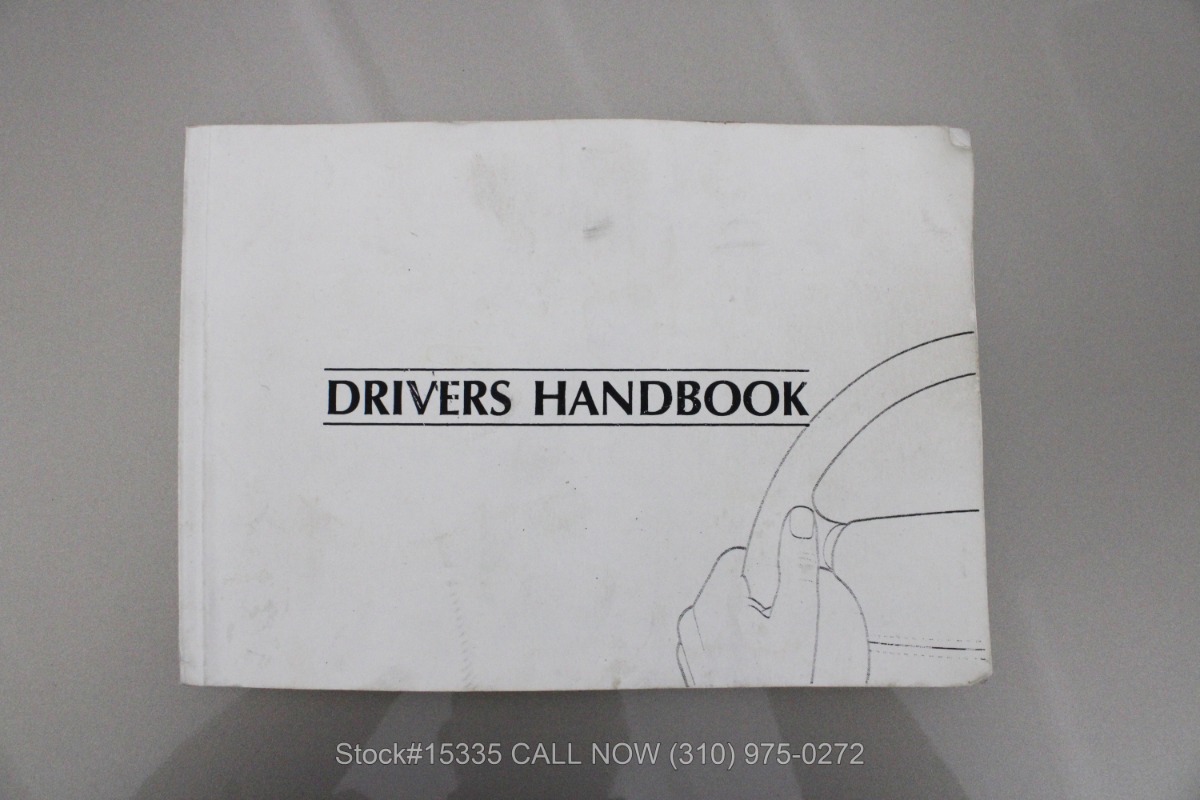 DRIVERS HANDBOOK
Stock#15335 CALL NOW (310) 975-0272